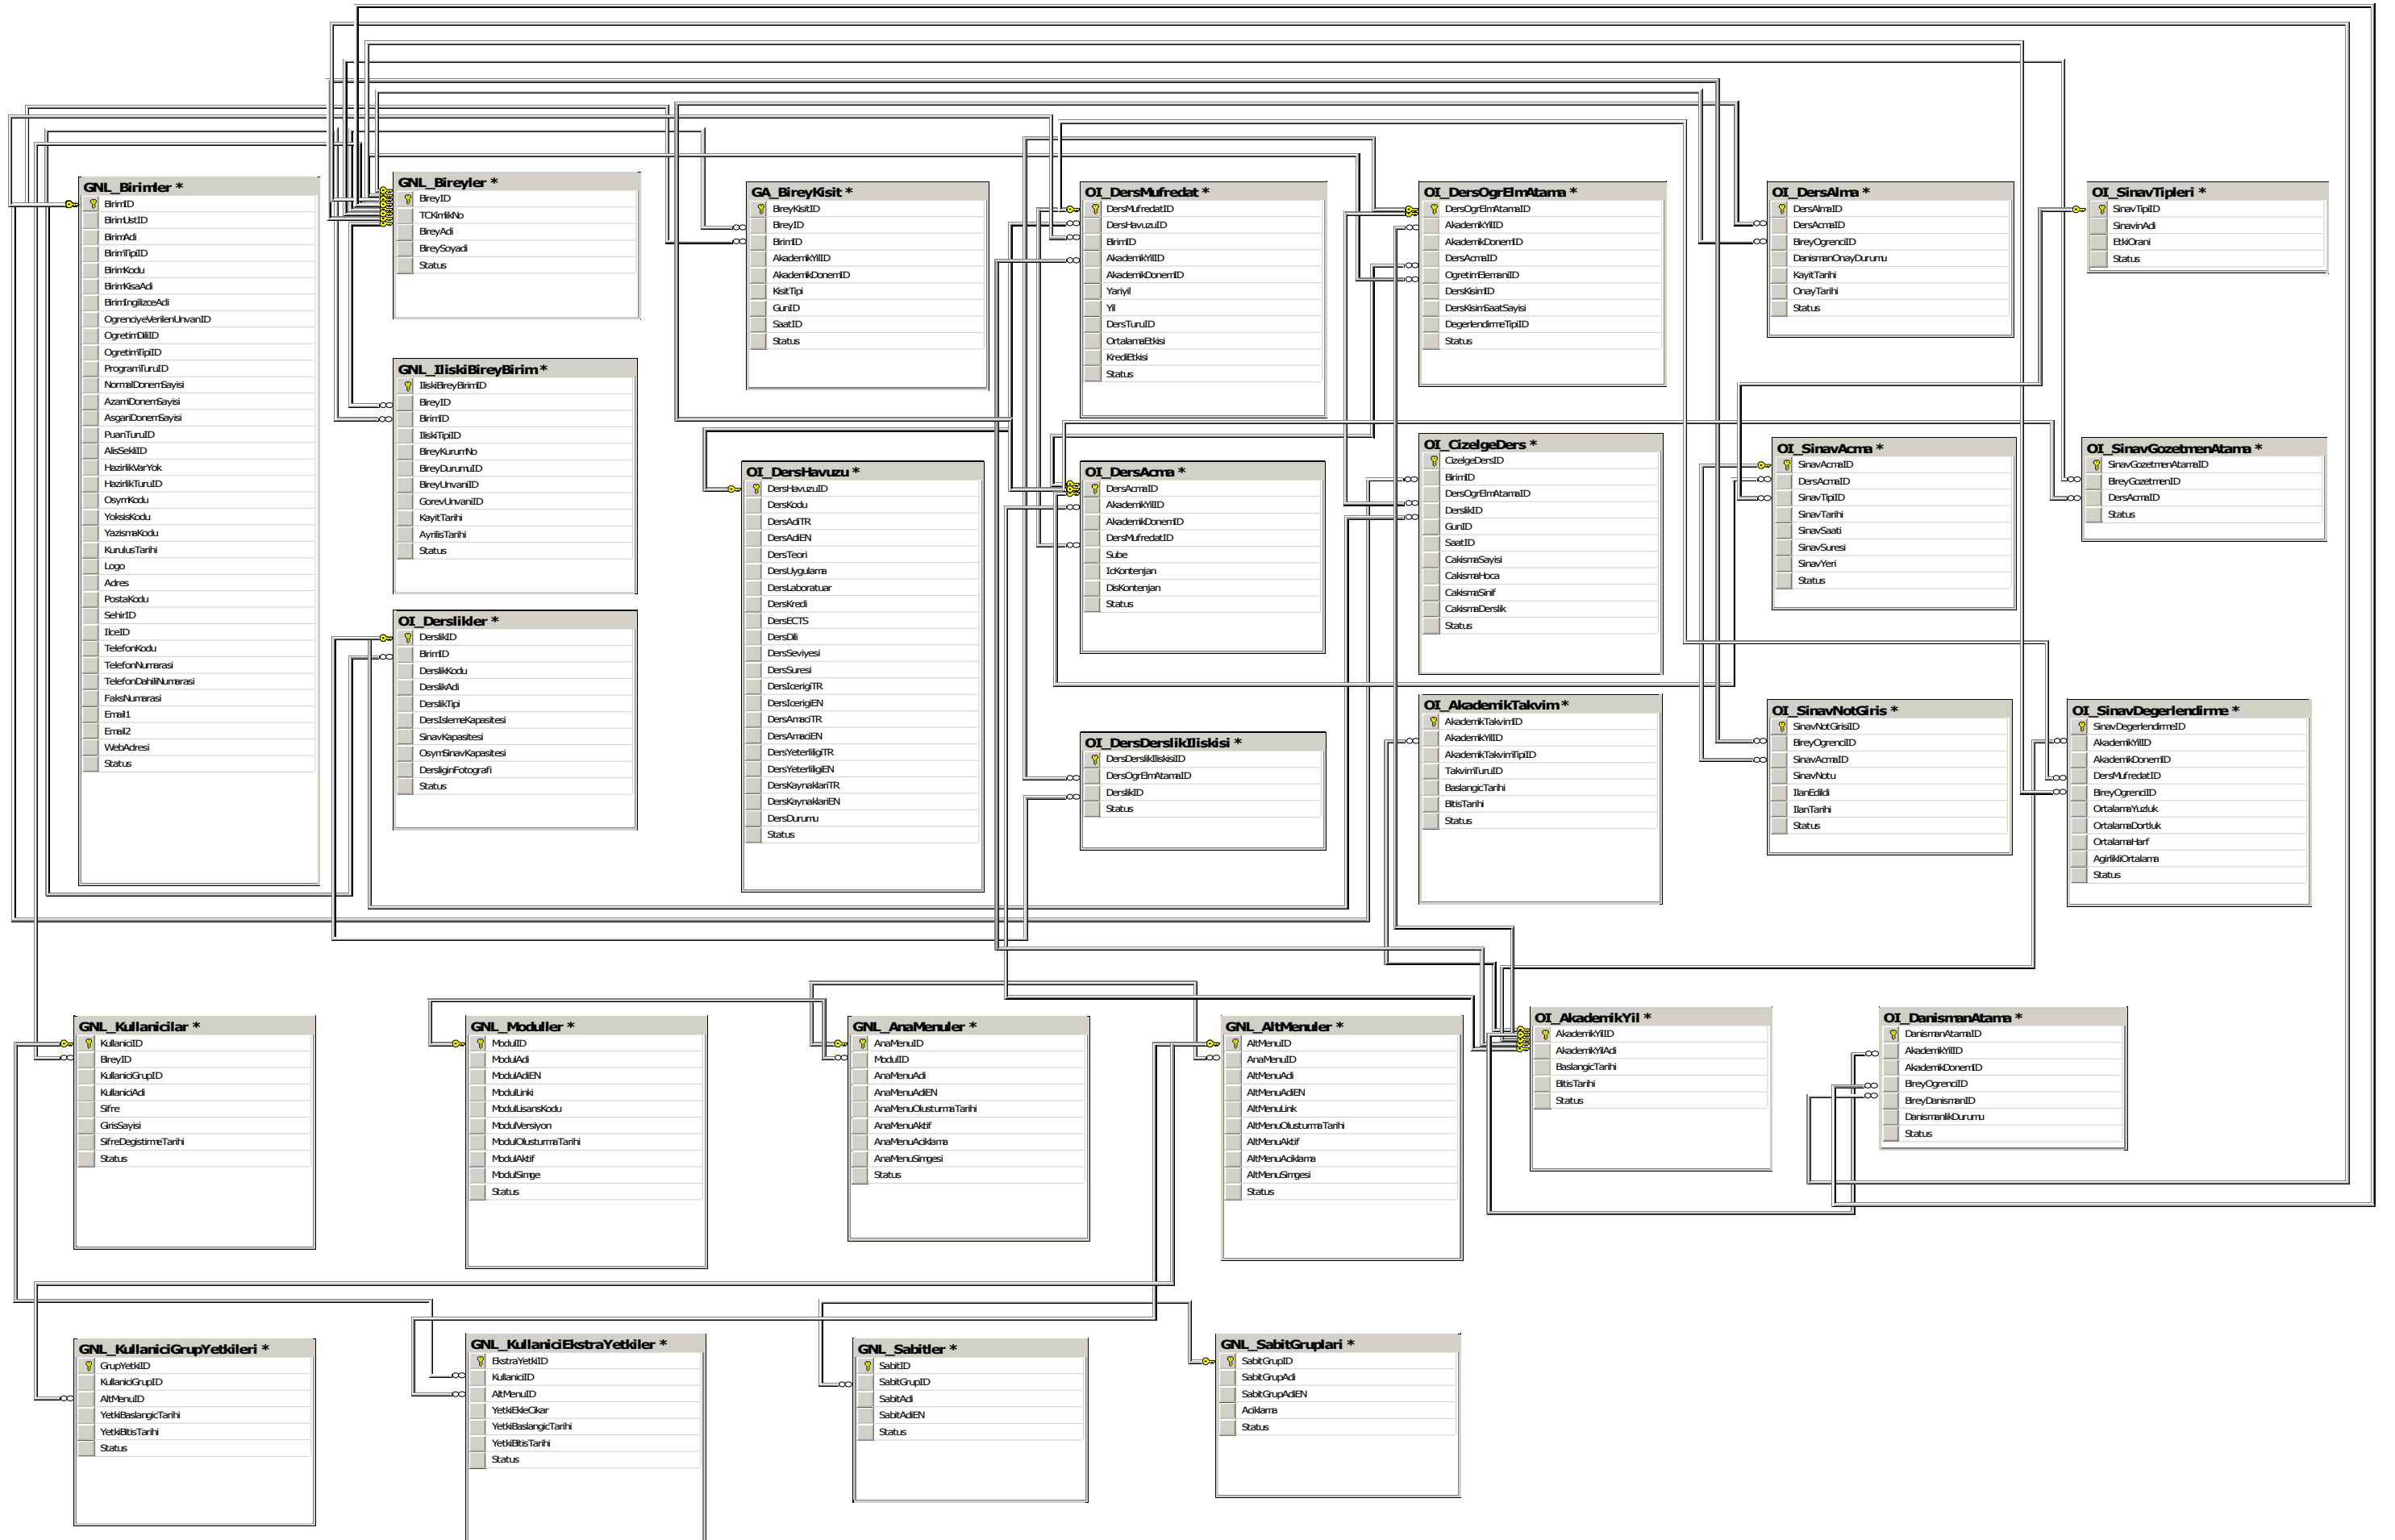 GNL_Birimler *
BirimID
BirimUstID
BirimAdi
BirimTipiID
BirimKodu
BirimKisaAdi
BirimIngilizceAdi
OgrenciyeVerilenUnvanID
OgretimDiliID
OgretimTipiID
ProgramTuruID
NormalDonemSayisi
AzamiDonemSayisi
AsgariDonemSayisi
PuanTuruID
AlisSekliID
HazirlikVarYok
HazirlikTuruID
OsymKodu
YoksisKodu
YazismaKodu
KurulusTarihi
Logo
Adres
PostaKodu
SehirID
IlceID
TelefonKodu
TelefonNumarasi
TelefonDahiliNumarasi
FaksNumarasi
Email1
Email2
WebAdresi
Status
GNL_Bireyler *
BireyID
TCKimlikNo
BireyAdi
BireySoyadi
Status
GNL_IliskiBireyBirim *
IliskiBireyBirimID
BireyID
BirimID
IliskiTipiID
BireyKurumNo
BireyDurumuID
BireyUnvaniID
GorevUnvaniID
KayitTarihi
AyrilisTarihi
Status
OI_Derslikler *
DerslikID
BirimID
DerslikKodu
DerslikAdi
DerslikTipi
DersIslemeKapasitesi
SinavKapasitesi
OsymSinavKapasitesi
DersliginFotografi
Status
GA_BireyKisit *
BireyKisitID
BireyID
BirimID
AkademikYilID
AkademikDonemID
KisitTipi
GunID
SaatID
Status
OI_DersHavuzu *
DersHavuzuID
DersKodu
DersAdiTR
DersAdiEN
DersTeori
DersUygulama
DersLaboratuar
DersKredi
DersECTS
DersDili
DersSeviyesi
DersSuresi
DersIcerigiTR
DersIcerigiEN
DersAmaciTR
DersAmaciEN
DersYeterliligiTR
DersYeterliligiEN
DersKaynaklariTR
DersKaynaklariEN
DersDurumu
Status
OI_DersMufredat *
DersMufredatID
DersHavuzuID
BirimID
AkademikYilID
AkademikDonemID
Yariyil
Yil
DersTuruID
OrtalamaEtkisi
KrediEtkisi
Status
OI_DersAcma *
DersAcmaID
AkademikYilID
AkademikDonemID
DersMufredatID
Sube
IcKontenjan
DisKontenjan
Status
OI_DersDerslikIliskisi *
DersDerslikIliskisiID
DersOgrElmAtamaID
DerslikID
Status
OI_DersOgrElmAtama *
DersOgrElmAtamaID
AkademikYilID
AkademikDonemID
DersAcmaID
OgretimElemaniID
DersKisimID
DersKisimSaatSayisi
DegerlendirmeTipiID
Status
OI_CizelgeDers *
CizelgeDersID
BirimID
DersOgrElmAtamaID
DerslikID
GunID
SaatID
CakismaSayisi
CakismaHoca
CakismaSinif
CakismaDerslik
Status
OI_AkademikTakvim *
AkademikTakvimID
AkademikYilID
AkademikTakvimTipiID
TakvimTuruID
BaslangicTarihi
BitisTarihi
Status
OI_DersAlma *
DersAlmaID
DersAcmaID
BireyOgrenciID
DanismanOnayDurumu
KayitTarihi
OnayTarihi
Status
OI_SinavAcma *
SinavAcmaID
DersAcmaID
SinavTipiID
SinavTarihi
SinavSaati
SinavSuresi
SinavYeri
Status
OI_SinavNotGiris *
SinavNotGirisiID
BireyOgrenciID
SinavAcmaID
SinavNotu
IlanEdildi
IlanTarihi
Status
OI_SinavTipleri *
SinavTipiID
SinavinAdi
EtkiOrani
Status
OI_SinavGozetmenAtama *
SinavGozetmenAtamaID
BireyGozetmenID
DersAcmaID
Status
OI_SinavDegerlendirme *
SinavDegerlendirmeID
AkademikYilID
AkademikDonemID
DersMufredatID
BireyOgrenciID
OrtalamaYuzluk
OrtalamaDortluk
OrtalamaHarf
AgirlikliOrtalama
Status
GNL_Kullanicilar *
KullaniciID
BireyID
KullaniciGrupID
KullaniciAdi
Sifre
GirisSayisi
SifreDegistirmeTarihi
Status
GNL_Moduller *
ModulID
ModulAdi
ModulAdiEN
ModulLinki
ModulLisansKodu
ModulVersiyon
ModulOlusturmaTarihi
ModulAktif
ModulSimge
Status
GNL_AnaMenuler *
AnaMenuID
ModulID
AnaMenuAdi
AnaMenuAdiEN
AnaMenuOlusturmaTarihi
AnaMenuAktif
AnaMenuAciklama
AnaMenuSimgesi
Status
GNL_AltMenuler *
AltMenuID
AnaMenuID
AltMenuAdi
AltMenuAdiEN
AltMenuLink
AltMenuOlusturmaTarihi
AltMenuAktif
AltMenuAciklama
AltMenuSimgesi
Status
OI_AkademikYil *
AkademikYilID
AkademikYilAdi
BaslangicTarihi
BitisTarihi
Status
OI_DanismanAtama *
DanismanAtamaID
AkademikYilID
AkademikDonemID
BireyOgrenciID
BireyDanismanID
DanismanlikDurumu
Status
GNL_KullaniciGrupYetkileri *
GrupYetkiID
KullaniciGrupID
AltMenuID
YetkiBaslangicTarihi
YetkiBitisTarihi
Status
GNL_KullaniciEkstraYetkiler *
EkstraYetkiID
KullaniciID
AltMenuID
YetkiEkleCikar
YetkiBaslangicTarihi
YetkiBitisTarihi
Status
GNL_Sabitler *
SabitID
SabitGrupID
SabitAdi
SabitAdiEN
Status
GNL_SabitGruplari *
SabitGrupID
SabitGrupAdi
SabitGrupAdiEN
Aciklama
Status